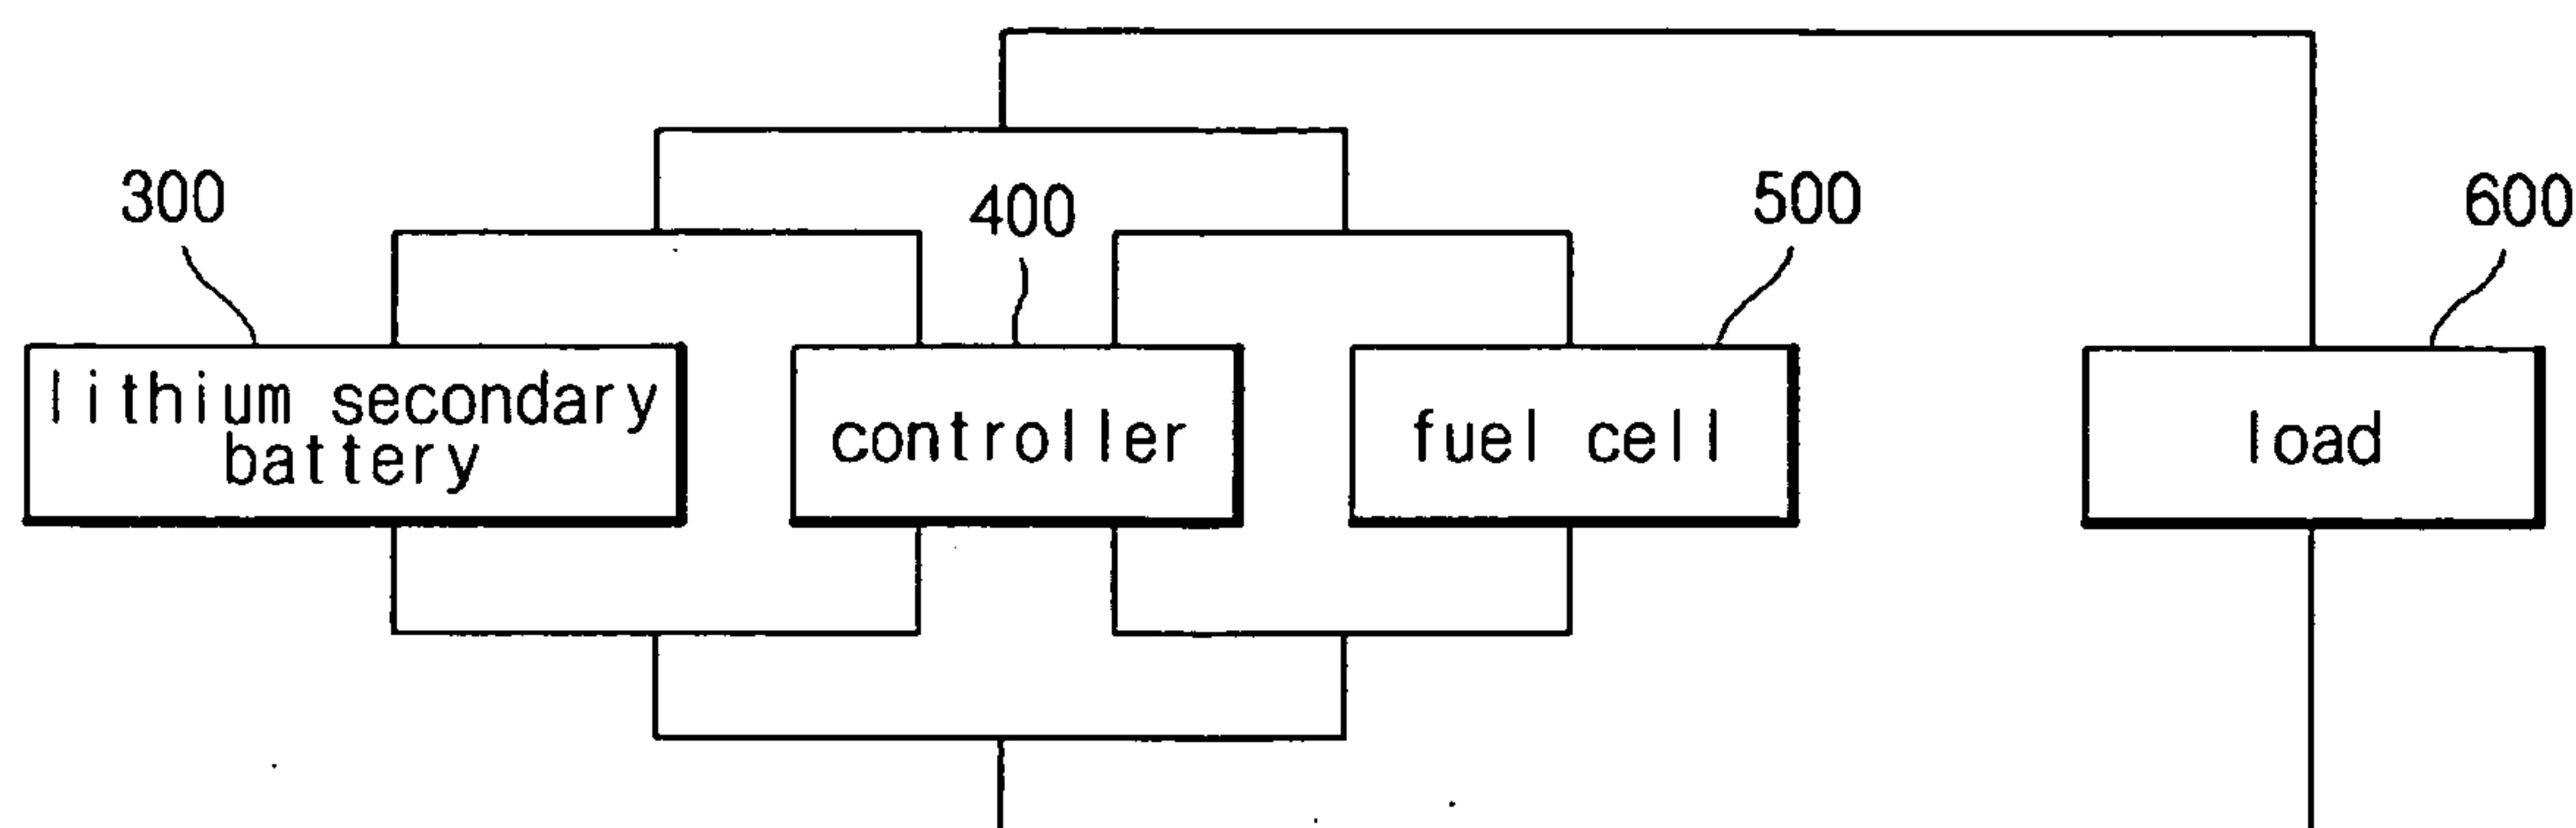 300
400
500
600
lithium secondary
battery
controller
fuel cell
load